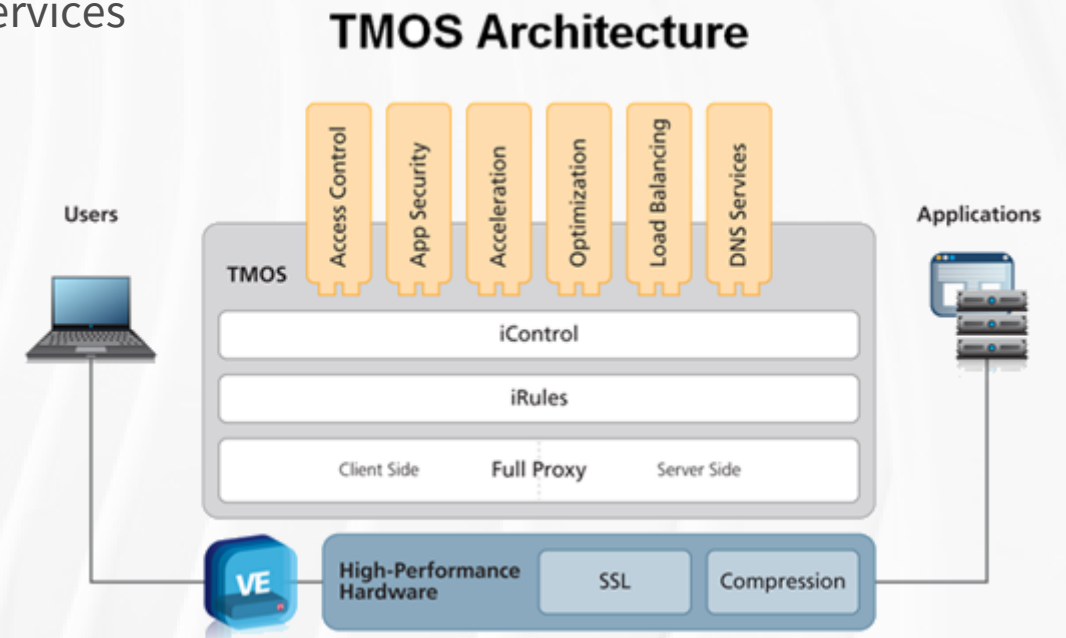 ervices
TMOS Architecture
Access Control
App Security
Acceleration
Optimization
Load Balancing
DNS Services
Users
Applications
TMOS
iControl
iRules
Client Side
Full Proxy
Server Side
VE
High-Performance
Hardware
SSL
Compression